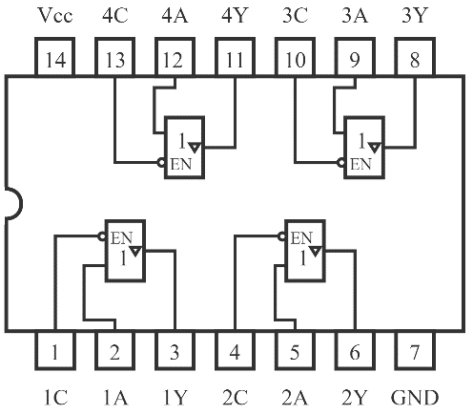 Vcc 4C 4A 4Y 3C 3A 3Y
14 13 12 11 10 9 8
1 1
EN EN
EN EN
1 1
1 2 3 4 5 6 7
1C 1A 1Y 2C 2A 2Y GND